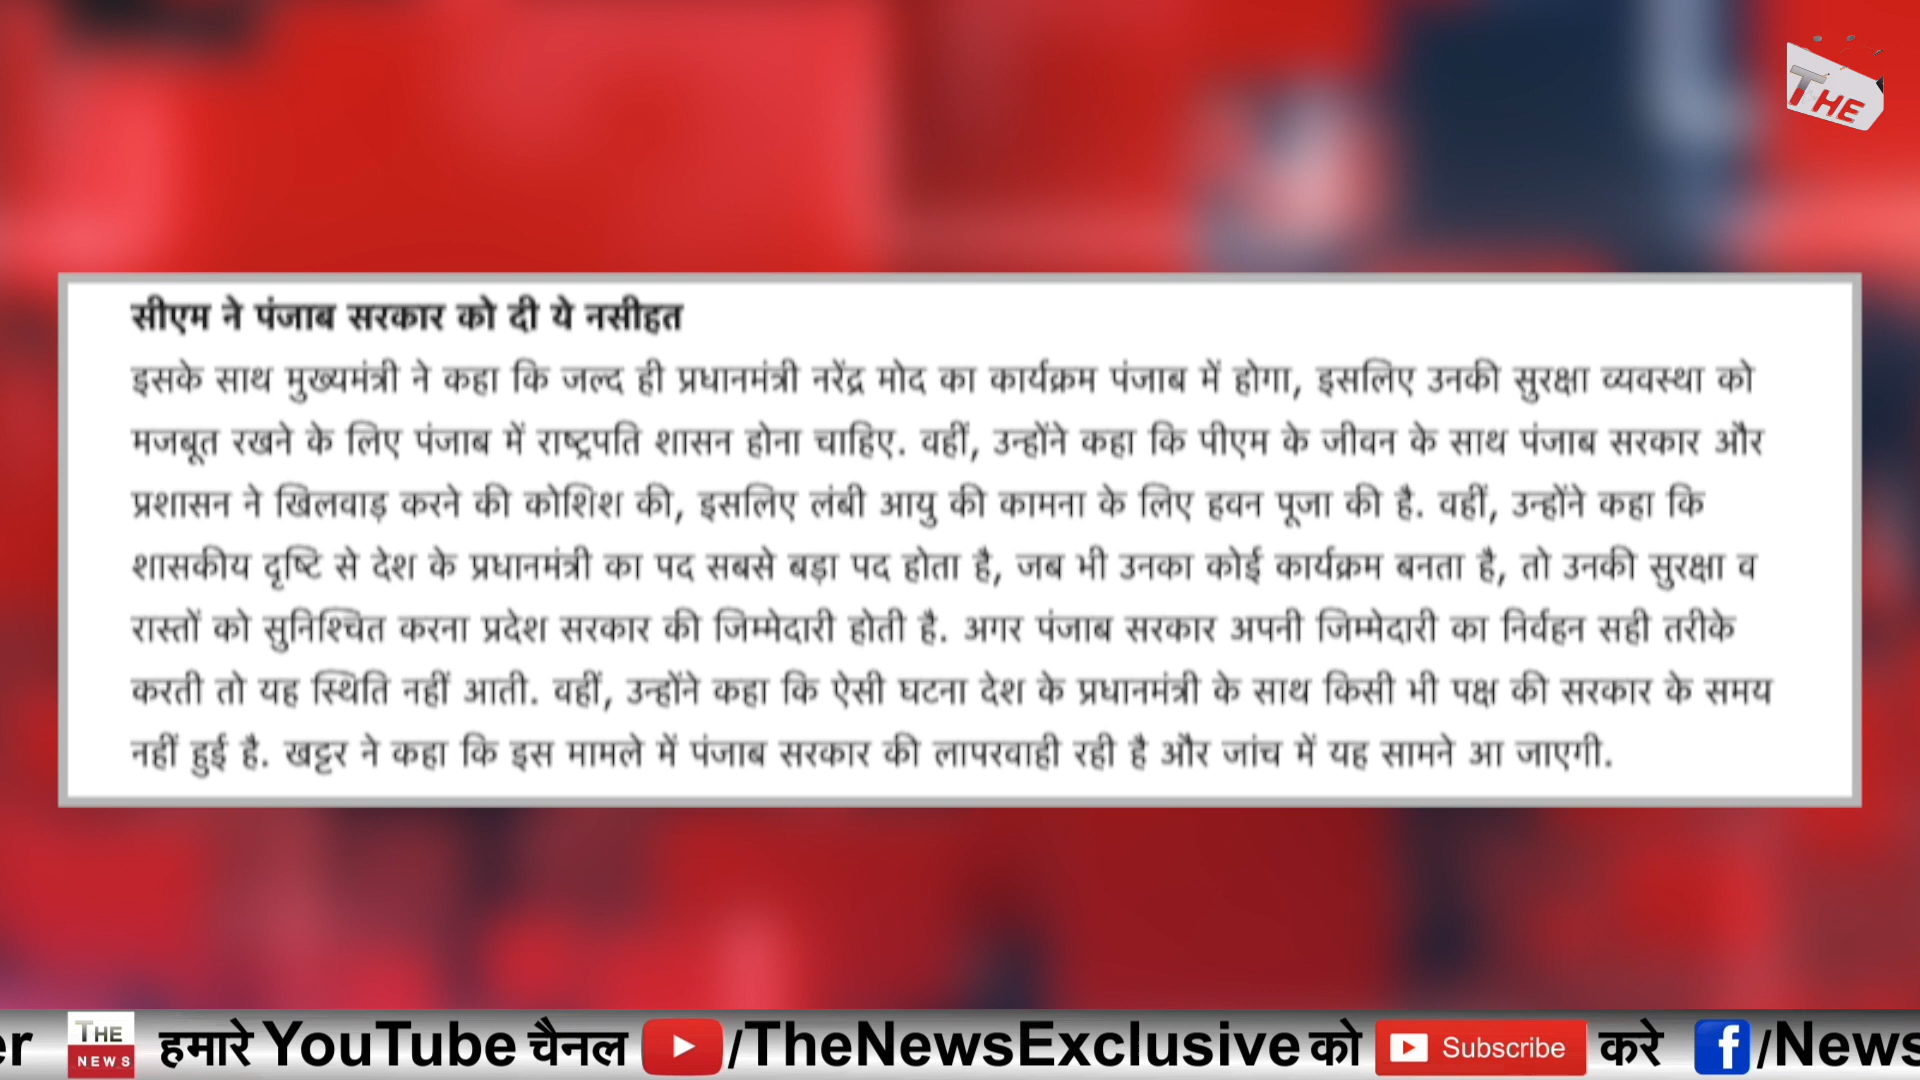 THE
सीएम ने पंजाब सरकार को दी ये नसीहत
इसके साथ मुख्यमंत्री ने कहा कि जल्द ही प्रधानमंत्री नरेंद्र मोद का कार्यक्रम पंजाब में होगा, इसलिए उनकी सुरक्षा व्यवस्था को
मजबूत रखने के लिए पंजाब में राष्ट्रपति शासन होना चाहिए. वहीं, उन्होंने कहा कि पीएम के जीवन के साथ पंजाब सरकार और
प्रशासन ने खिलवाड़ करने की कोशिश की, इसलिए लंबी आयु की कामना के लिए हवन पूजा की है. वहीं, उन्होंने कहा कि
शासकीय दृष्टि से देश के प्रधानमंत्री का पद सबसे बड़ा पद होता है, जब भी उनका कोई कार्यक्रम बनता है, तो उनकी सुरक्षा व
रास्तों को सुनिश्चित करना प्रदेश सरकार की जिम्मेदारी होती है. अगर पंजाब सरकार अपनी जिम्मेदारी का निर्वहन सही तरीके
करती तो यह स्थिति नहीं आती. वहीं, उन्होंने कहा कि ऐसी घटना देश के प्रधानमंत्री के साथ किसी भी पक्ष की सरकार के समय
नहीं हुई है. खट्टर ने कहा कि इस मामले में पंजाब सरकार की लापरवाही रही है और जांच में यह सामने आ जाएगी.
er THE NEWS हमारे YouTube चैनल /TheNewsExclusive को Subscribe करे f /News